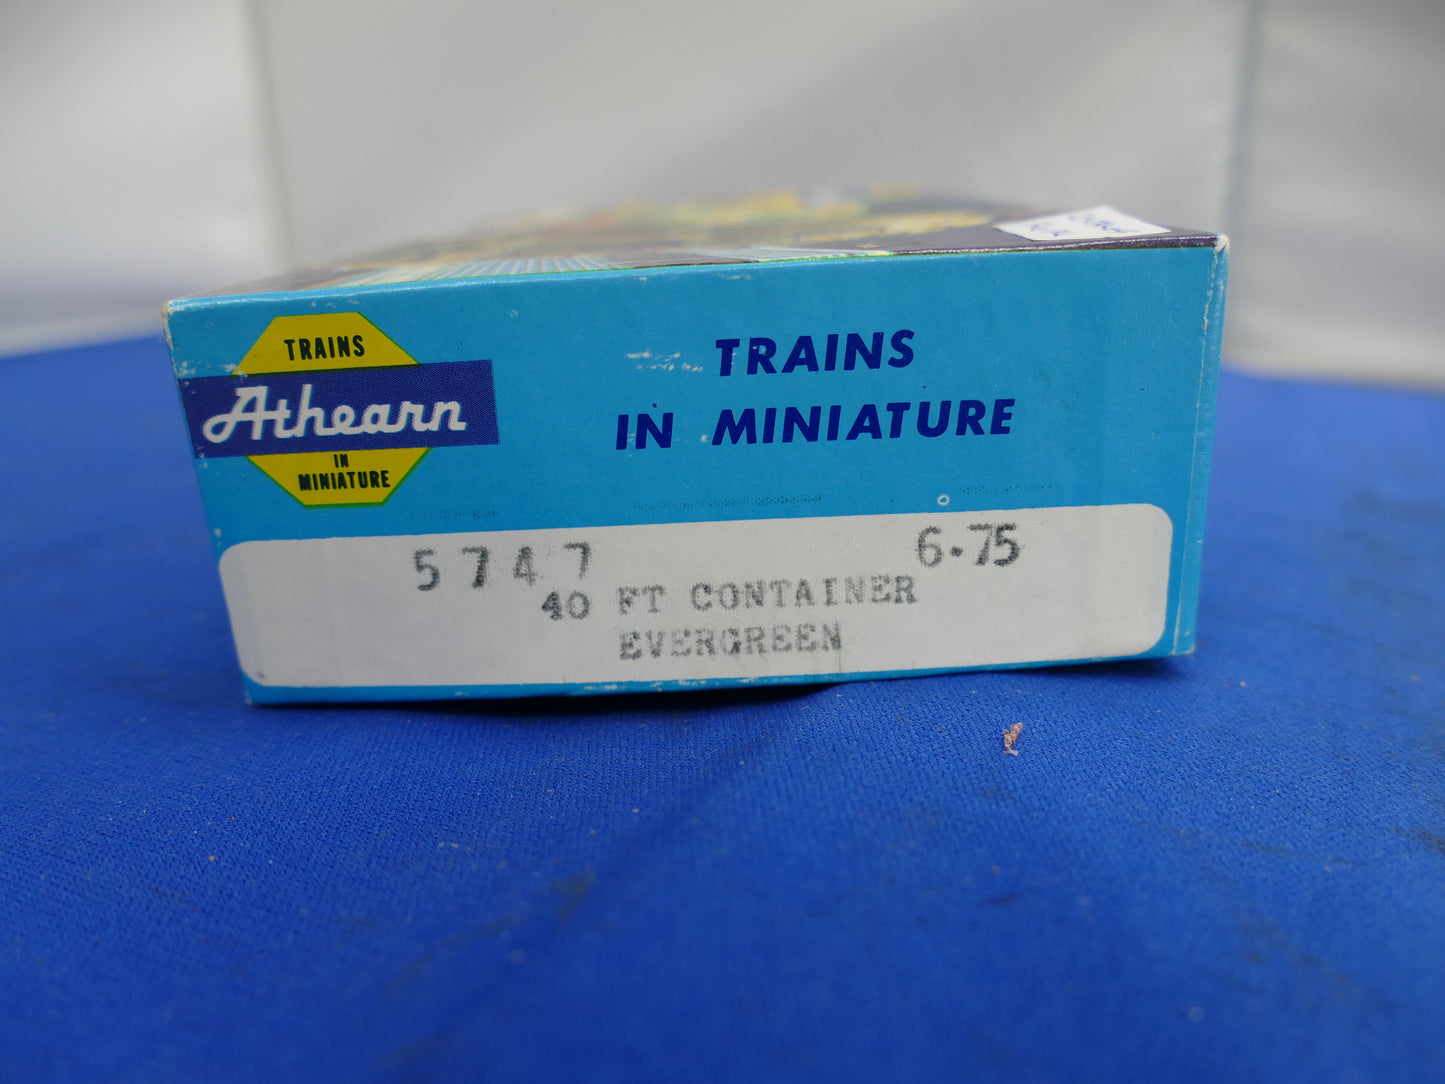 TRAINS
Athearn
IN
MINIATURE
TRAINS
IN MINIATURE
5747 6.75
40 FT CONTAINER
EVERGREEN